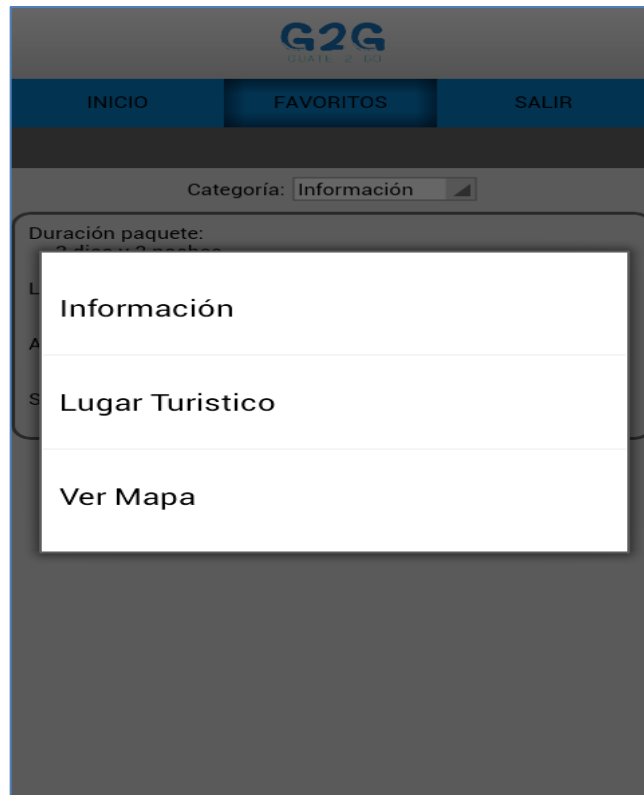 G2G
GUATE 2 GO
INICIO FAVORITOS SALIR
Categoría: Información
Duración paquete:
L
Información
A
Lugar Turistico
S
Ver Mapa